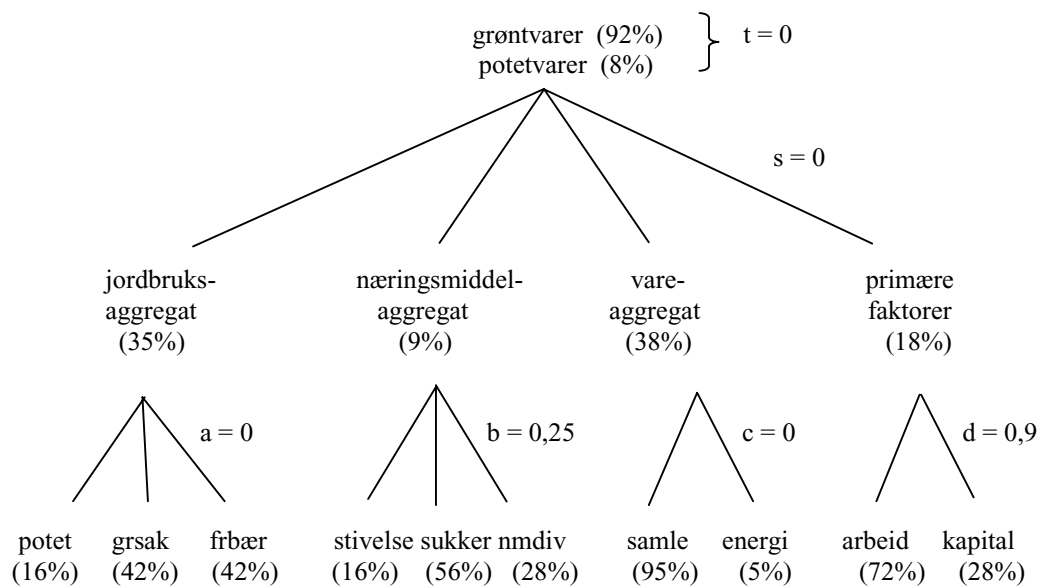 grøntvarer (92%)
potetvarer (8%)
t = 0
s = 0
jordbruks-
aggregat
(35%)
næringsmiddel-
aggregat
(9%)
vare-
aggregat
(38%)
primære
faktorer
(18%)
a = 0
b = 0,25
c = 0
d = 0,9
potet grsak frbær stivelse sukker nmdiv samle energi arbeid kapital
(16%) (42%) (42%) (16%) (56%) (28%) (95%) (5%) (72%) (28%)